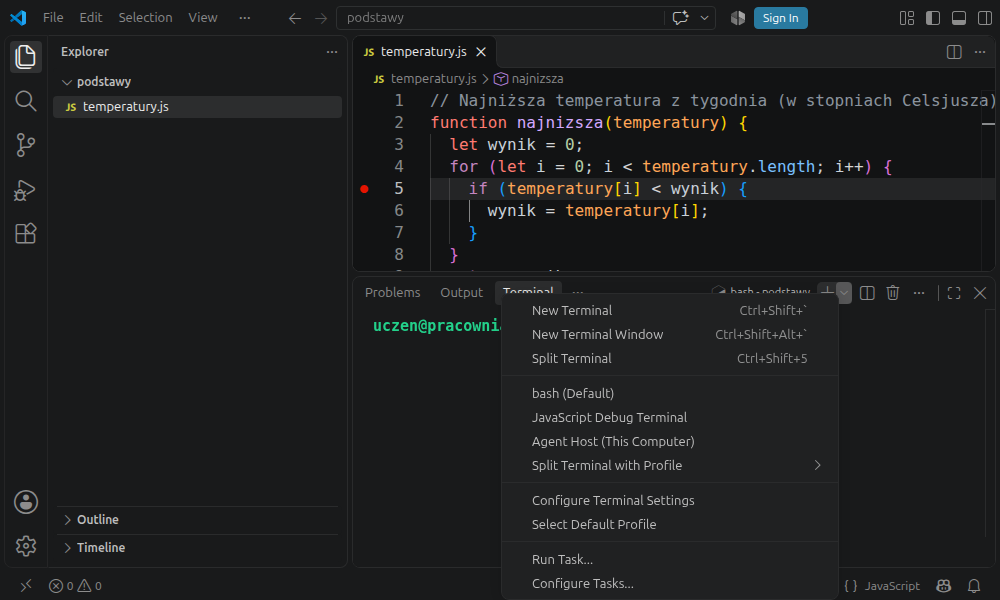 File Edit Selection View ··· podstawy Sign In
Explorer ···
podstawy
JS temperatury.js
Outline
Timeline
JS temperatury.js
JS temperatury.js > najnizsza
1 // Najniższa temperatura z tygodnia (w stopniach Celsjusza)
2 function najnizsza(temperatury) {
3 let wynik = 0;
4 for (let i = 0; i < temperatury.length; i++) {
5 if (temperatury[i] < wynik) {
6 wynik = temperatury[i];
7 }
8 }
Problems Output Terminal ··· bash - podstawy
uczen@pracownia
New Terminal Ctrl+Shift+`
New Terminal Window Ctrl+Shift+Alt+`
Split Terminal Ctrl+Shift+5
bash (Default)
JavaScript Debug Terminal
Agent Host (This Computer)
Split Terminal with Profile
Configure Terminal Settings
Select Default Profile
Run Task...
Configure Tasks...
0 0 { } JavaScript